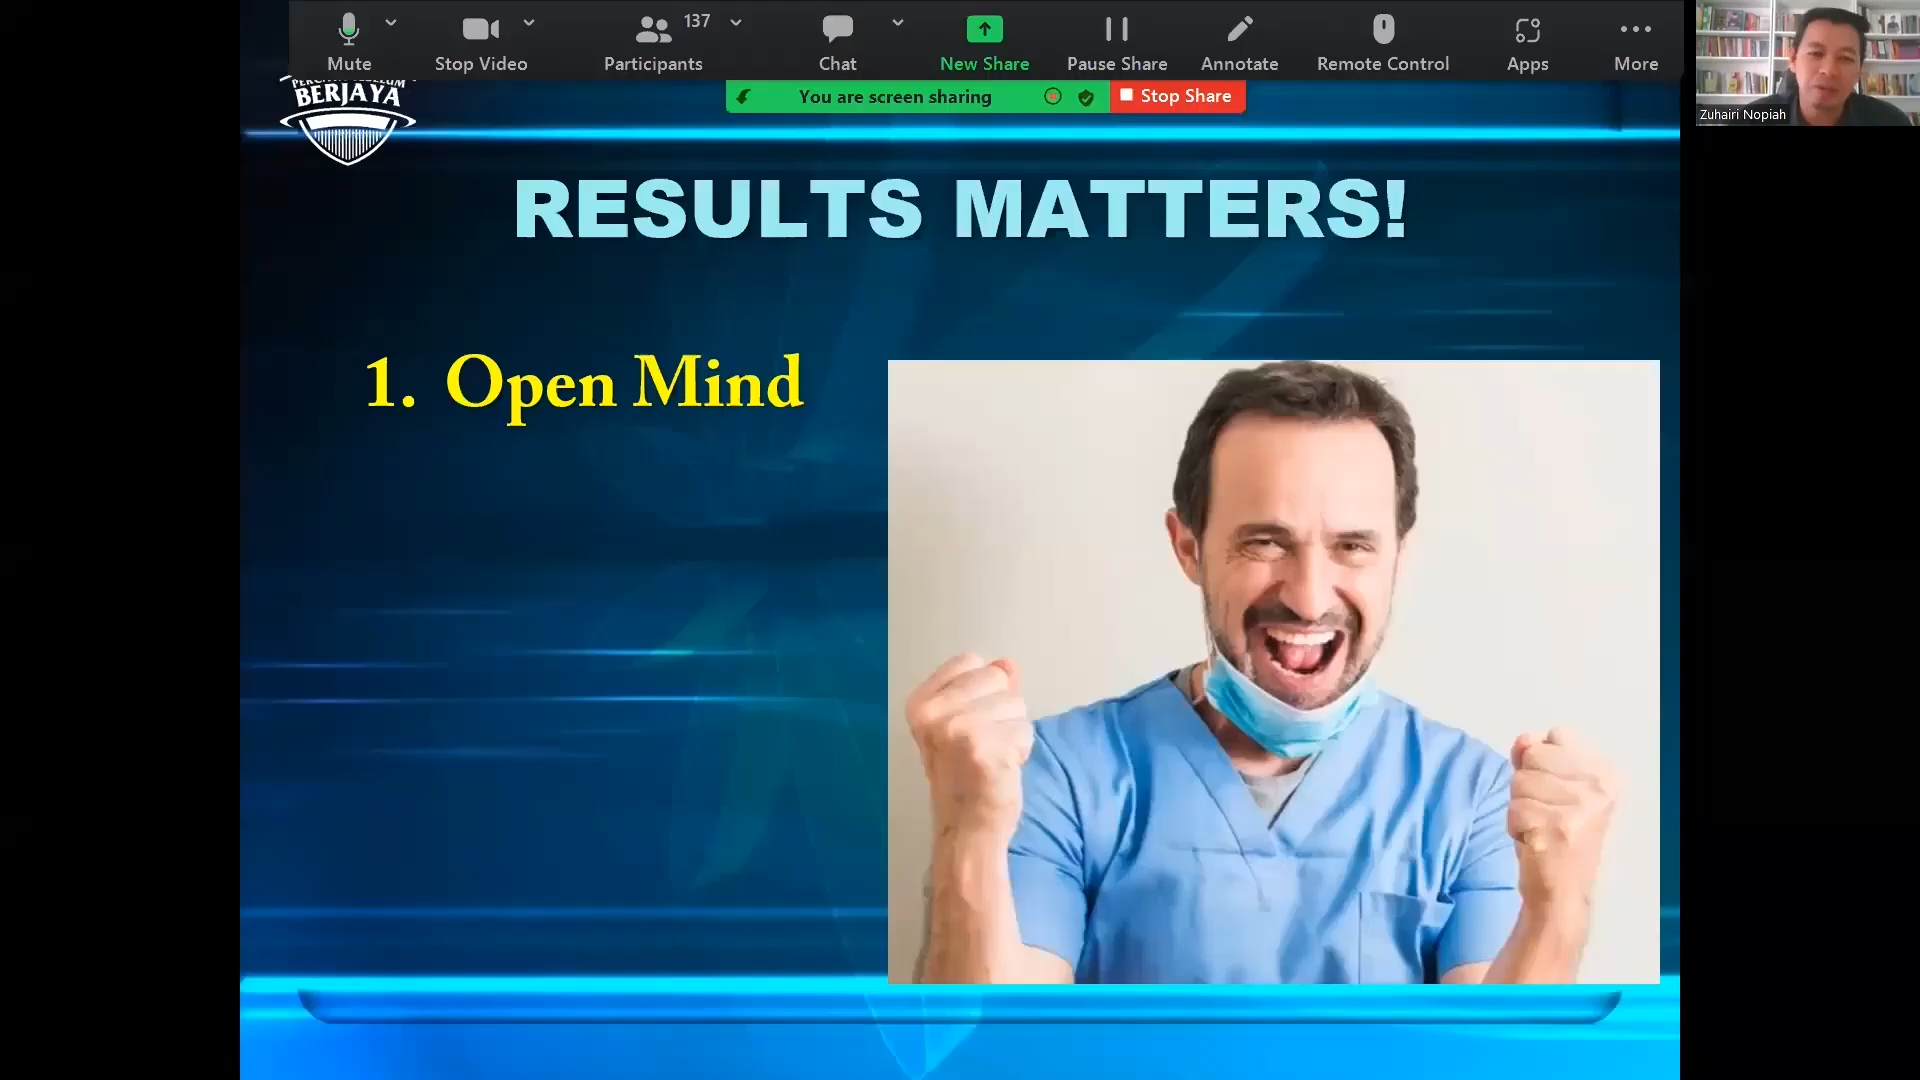 137
Mute
Stop Video
Participants
Chat
New Share
Pause Share
Annotate
Remote Control
Apps
More
You are screen sharing
Stop Share
Zuhairi Nopiah
BERJAYA
RESULTS MATTERS!
1. Open Mind